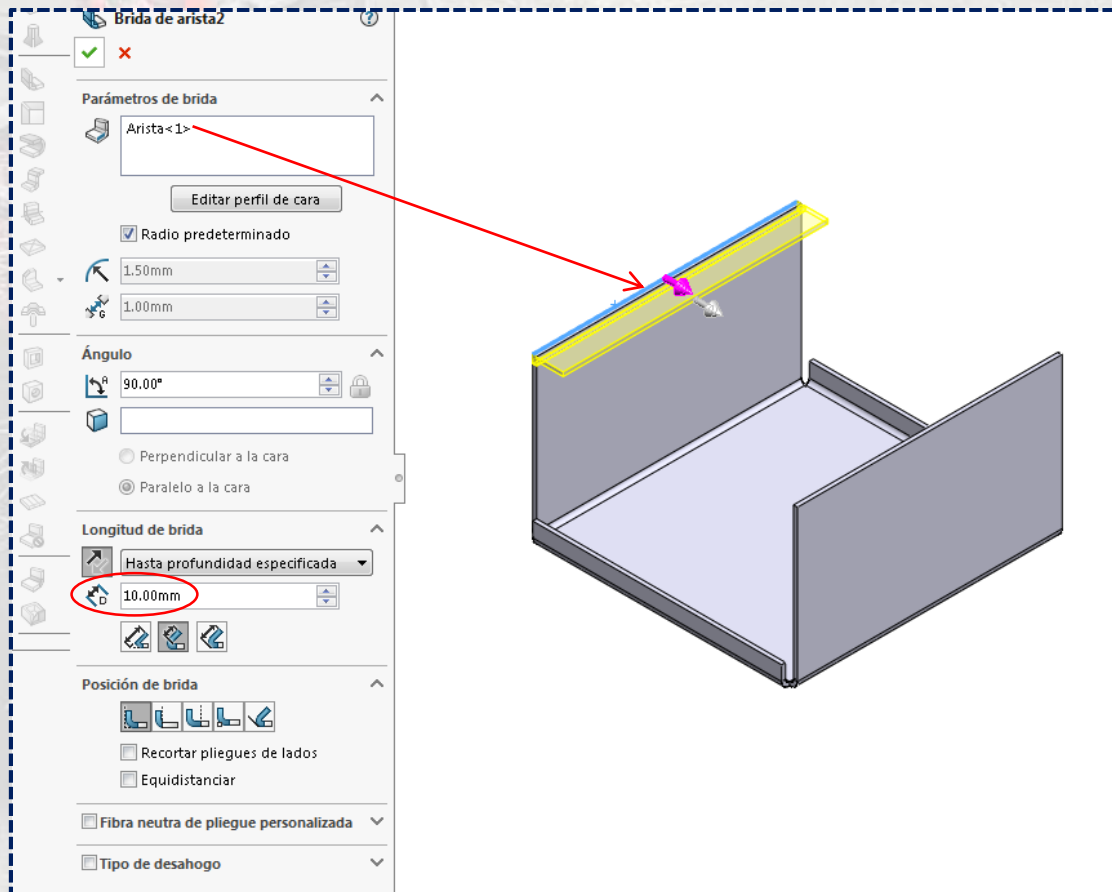 Brida de arista2
Parámetros de brida
Arista<1>
Editar perfil de cara
Radio predeterminado
1.50mm
1.00mm
Ángulo
90.00°
Perpendicular a la cara
Paralelo a la cara
Longitud de brida
Hasta profundidad especificada
10.00mm
Posición de brida
Recortar pliegues de lados
Equidistanciar
Fibra neutra de pliegue personalizada
Tipo de desahogo